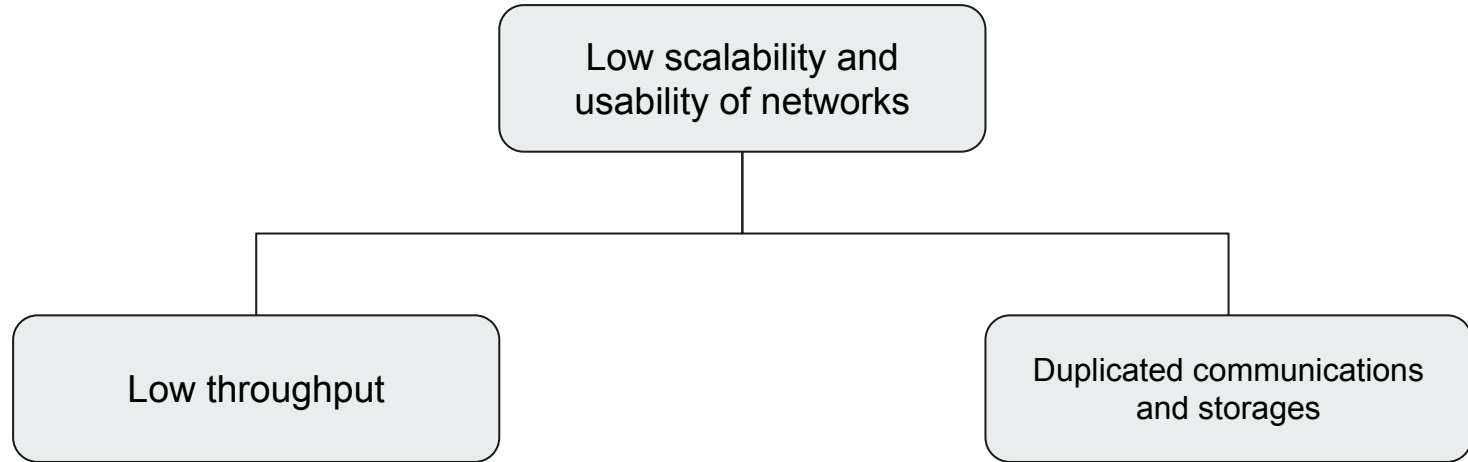 Low scalability and
usability of networks
Low throughput
Duplicated communications
and storages